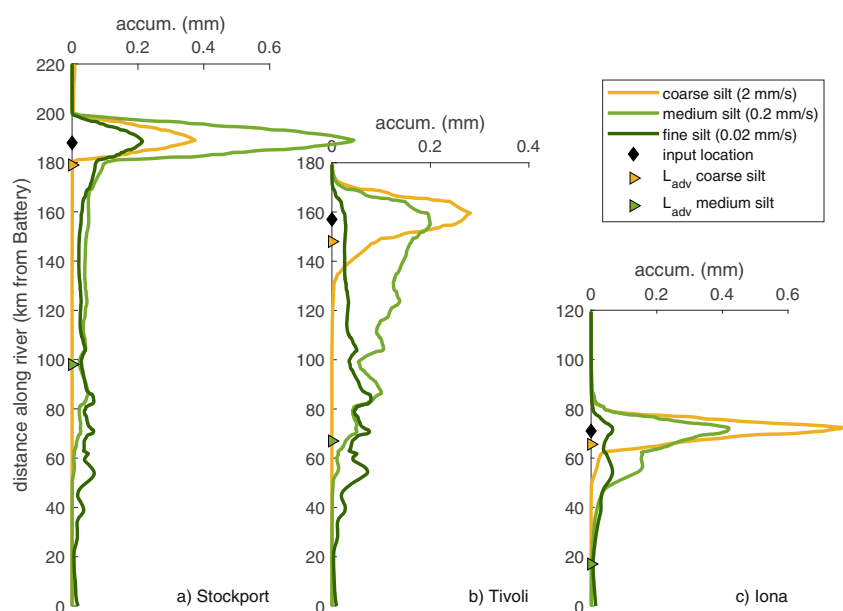 accum. (mm)
0 0.2 0.4 0.6
220
200
180
160
140
120
100
80
60
40
20
0
distance along river (km from Battery)
a) Stockport
accum. (mm)
0 0.2 0.4
180
160
140
120
100
80
60
40
20
0
b) Tivoli
coarse silt (2 mm/s)
medium silt (0.2 mm/s)
fine silt (0.02 mm/s)
input location
L_adv coarse silt
L_adv medium silt
accum. (mm)
0 0.2 0.4 0.6
120
100
80
60
40
20
0
c) Iona